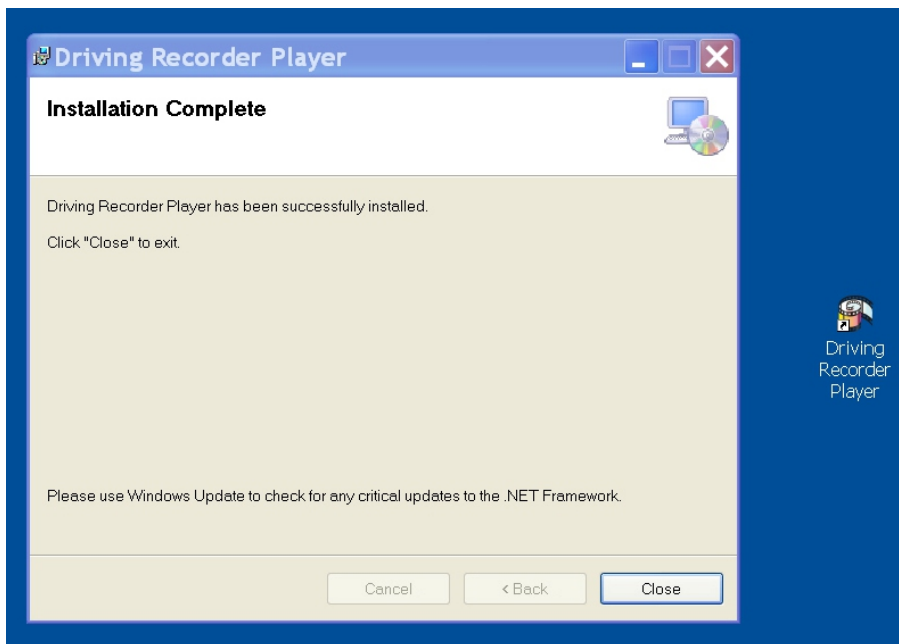 Driving Recorder Player
Installation Complete
Driving Recorder Player has been successfully installed.
Click "Close" to exit.
Please use Windows Update to check for any critical updates to the .NET Framework.
Cancel
< Back
Close
Driving
Recorder
Player